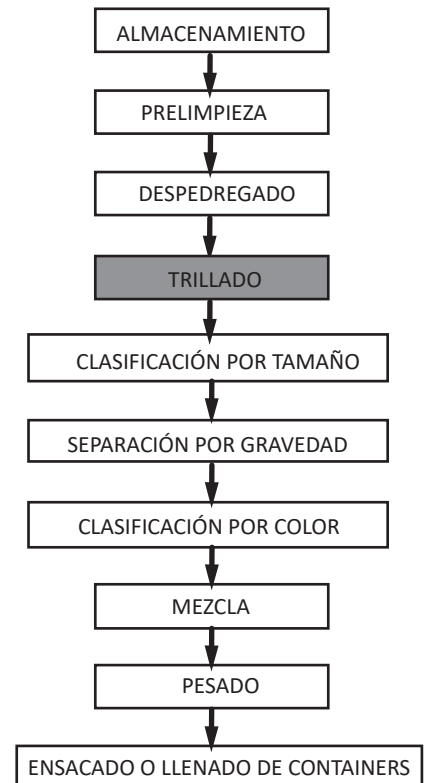 ALMACENAMIENTO
PRELIMPIEZA
DESPEDREGADO
TRILLADO
CLASIFICACIÓN POR TAMAÑO
SEPARACIÓN POR GRAVEDAD
CLASIFICACIÓN POR COLOR
MEZCLA
PESADO
ENSACADO O LLENADO DE CONTAINERS